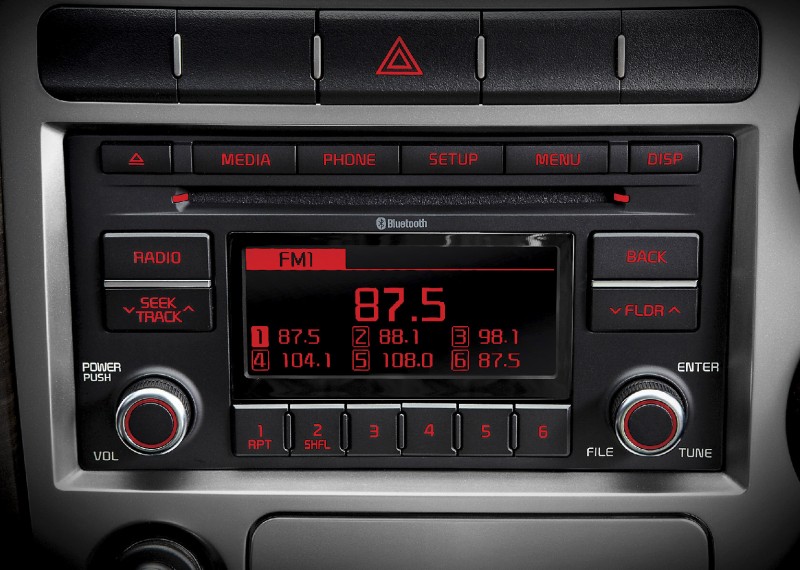 MEDIA PHONE SETUP MENU DISP
Bluetooth
RADIO
SEEK
TRACK
POWER
PUSH
VOL
FM1
87.5
1 87.5 2 88.1 3 98.1
4 104.1 5 108.0 6 87.5
1 2 3 4 5 6
RPT SHFL
BACK
FLDR
ENTER
FILE TUNE